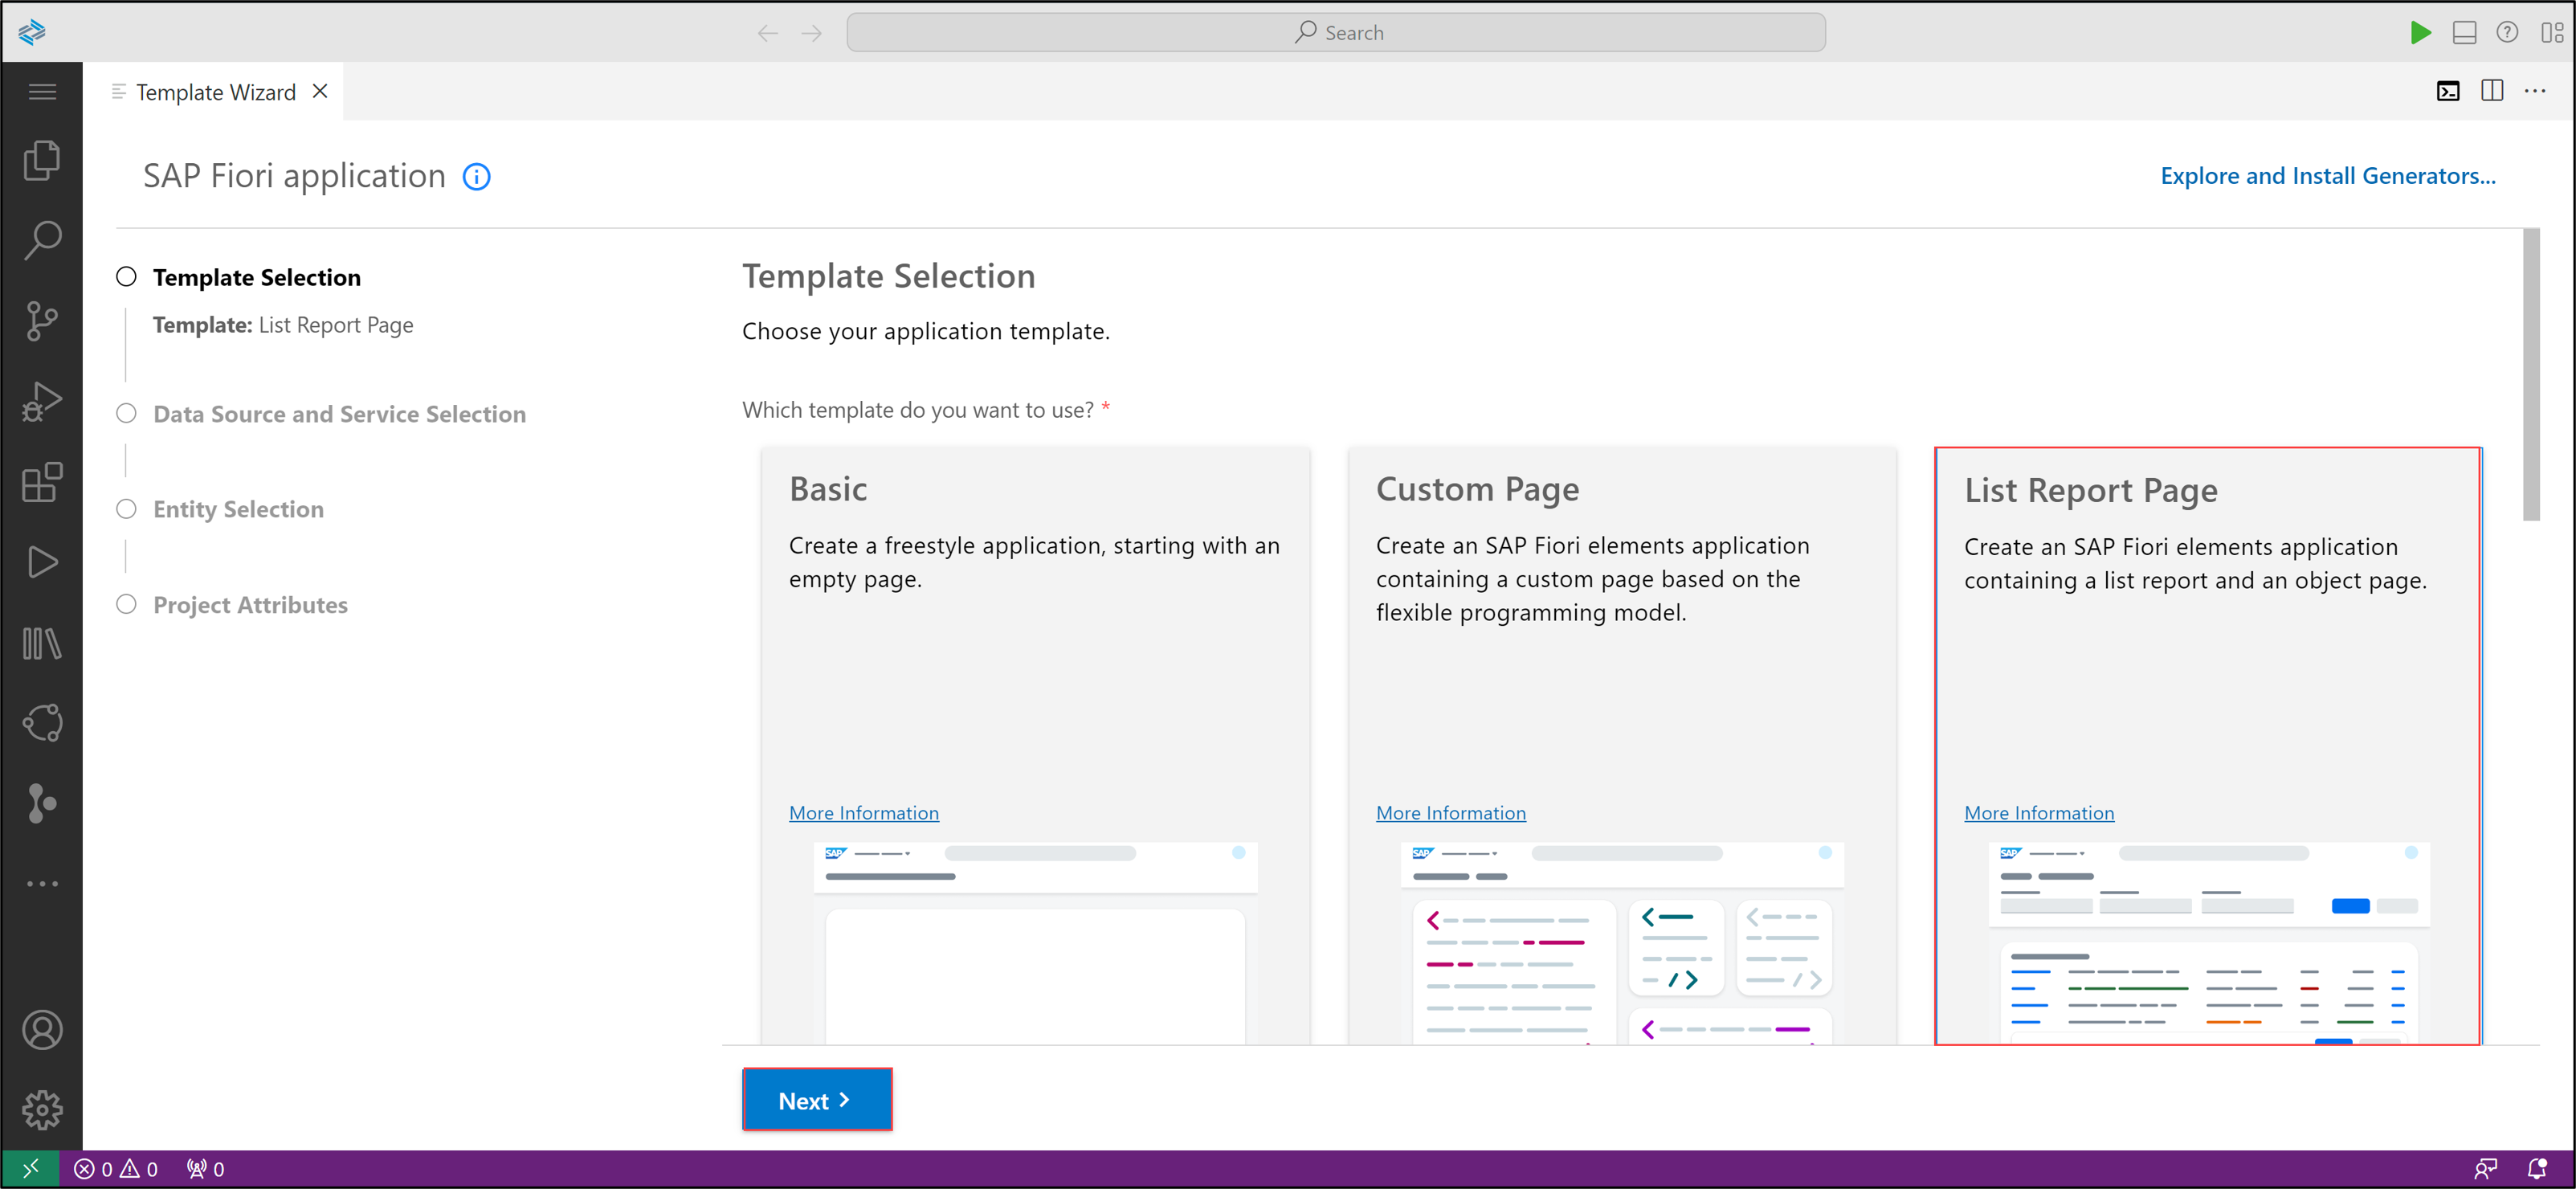 Search
Template Wizard
SAP Fiori application
Explore and Install Generators...
Template Selection
Template: List Report Page
Data Source and Service Selection
Entity Selection
Project Attributes
Template Selection
Choose your application template.
Which template do you want to use? *
Basic
Create a freestyle application, starting with an
empty page.
More Information
SAP
Custom Page
Create an SAP Fiori elements application
containing a custom page based on the
flexible programming model.
More Information
SAP
List Report Page
Create an SAP Fiori elements application
containing a list report and an object page.
More Information
SAP
Next
0 0 0